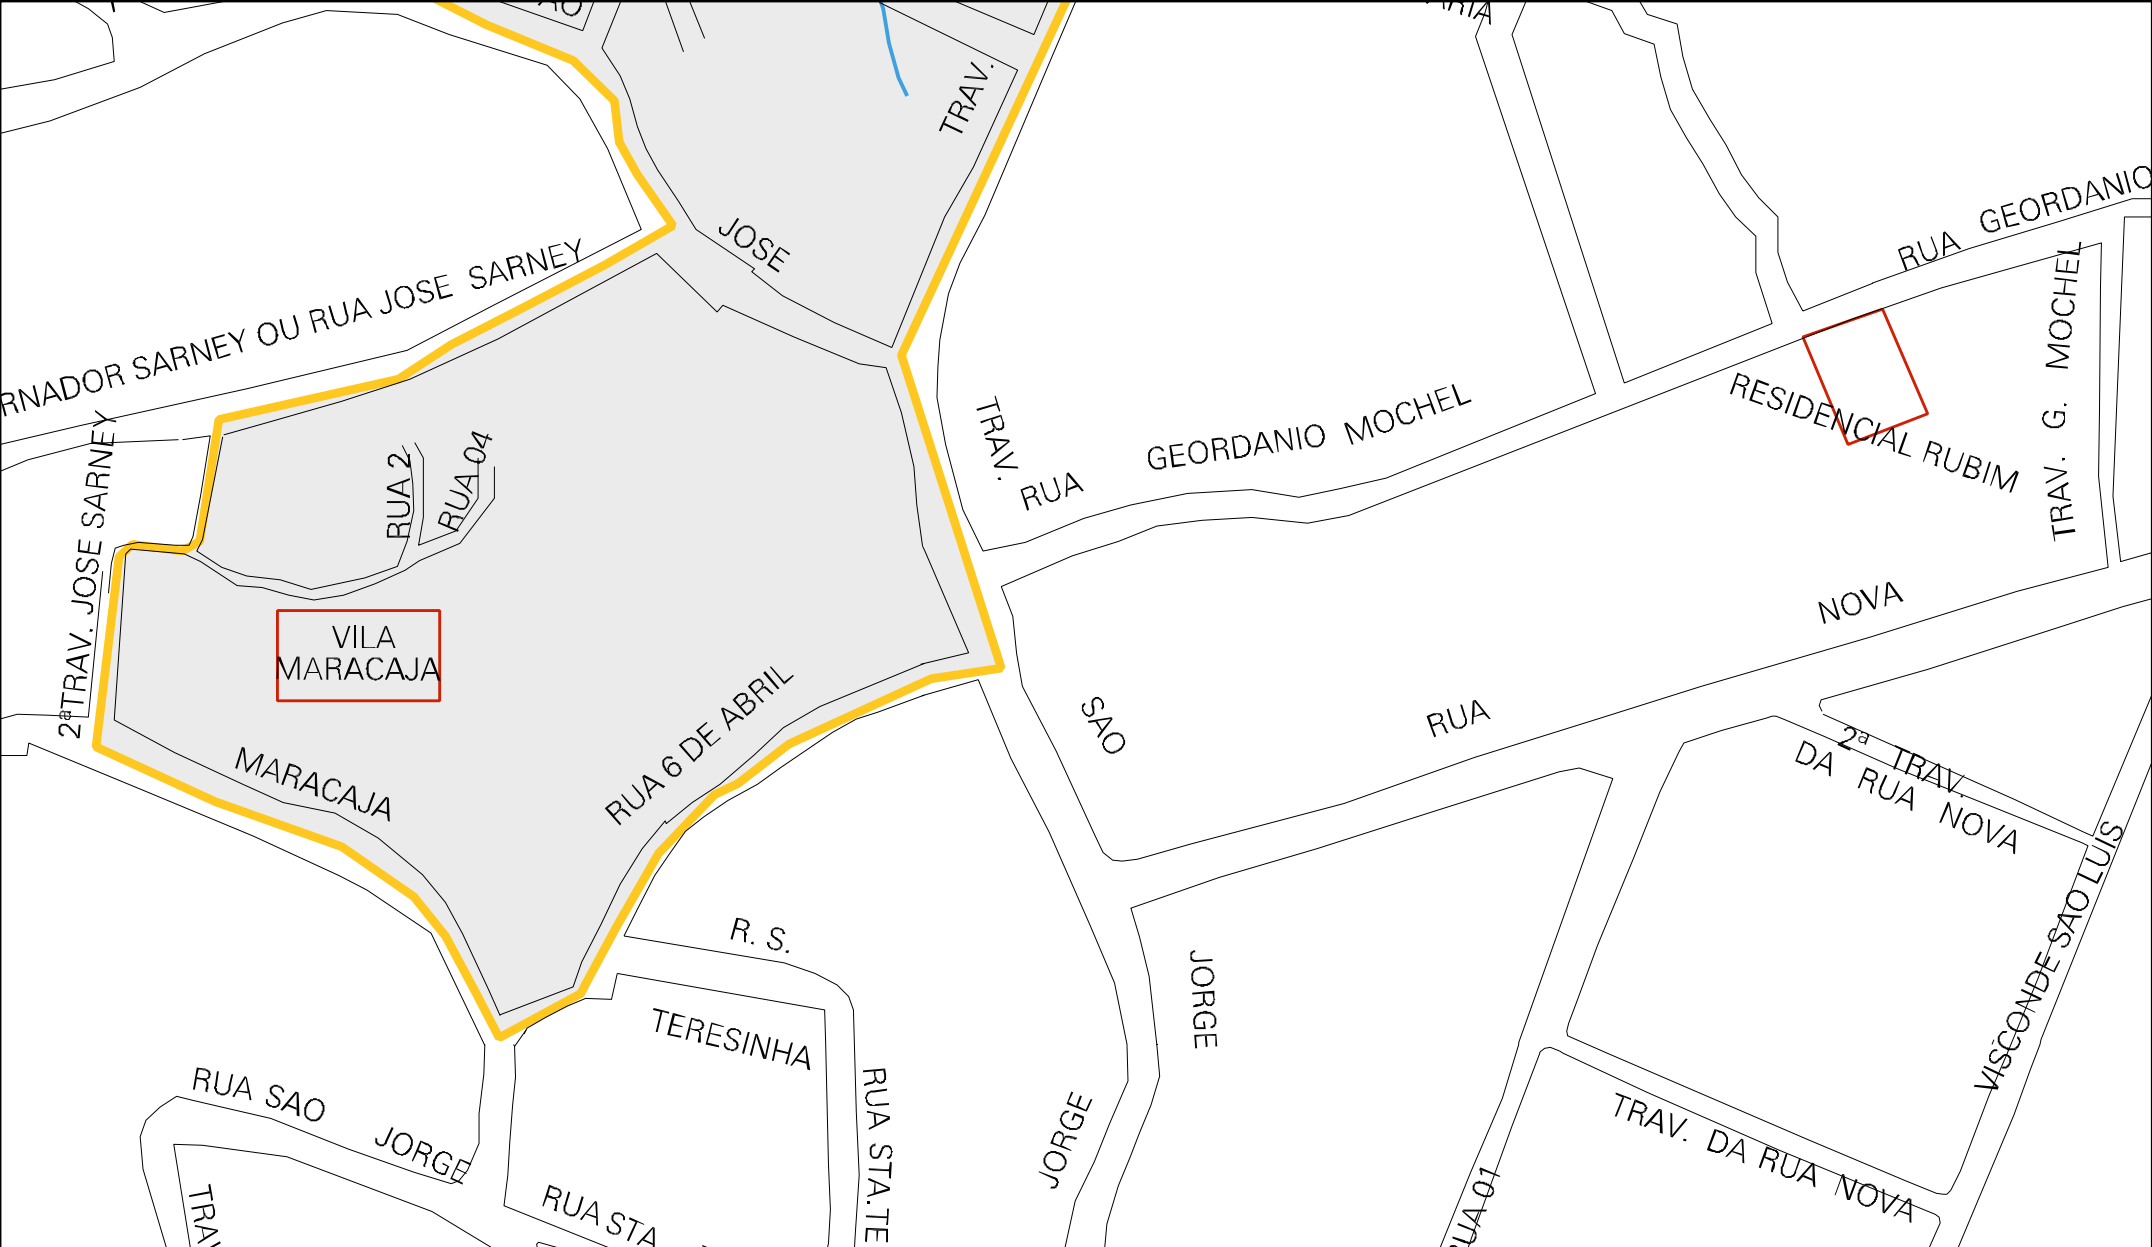 TRAV.
JOSE
RUA GEORDANIO
SARNEY OU RUA JOSE SARNEY
2ª TRAV. JOSE SARNEY
RUA 2
RUA 04
TRAV.
RUA GEORDANIO MOCHEL
RESIDENCIAL RUBIM
TRAV. G. MOCHEL
VILA
MARACAJA
MARACAJA
RUA 6 DE ABRIL
SAO
JORGE
RUA NOVA
2ª TRAV.
DA RUA NOVA
VISCONDE SAO LUIS
R. S.
TERESINHA
RUA SAO JORGE
RUA STA.TE
JORGE
TRAV. DA RUA NOVA
RUA STA
RUA 01
TRAV